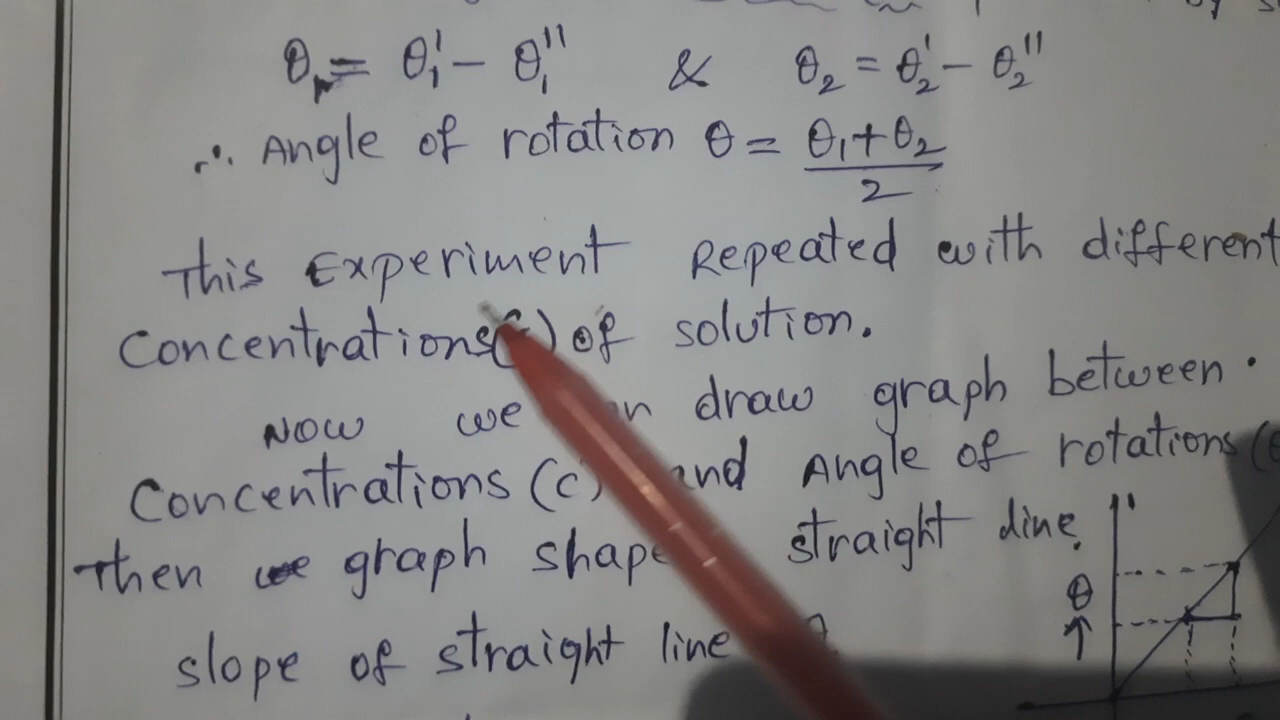 θ₁ = θ₁' - θ₁'' & θ₂ = θ₂' - θ₂''
∴ Angle of rotation θ = (θ₁+θ₂)/2
This Experiment Repeated with different
Concentrations( ) of solution.
Now we draw graph between
Concentrations (C) and Angle of rotations (
Then we graph shape straight line.
θ
↑
slope of straight line